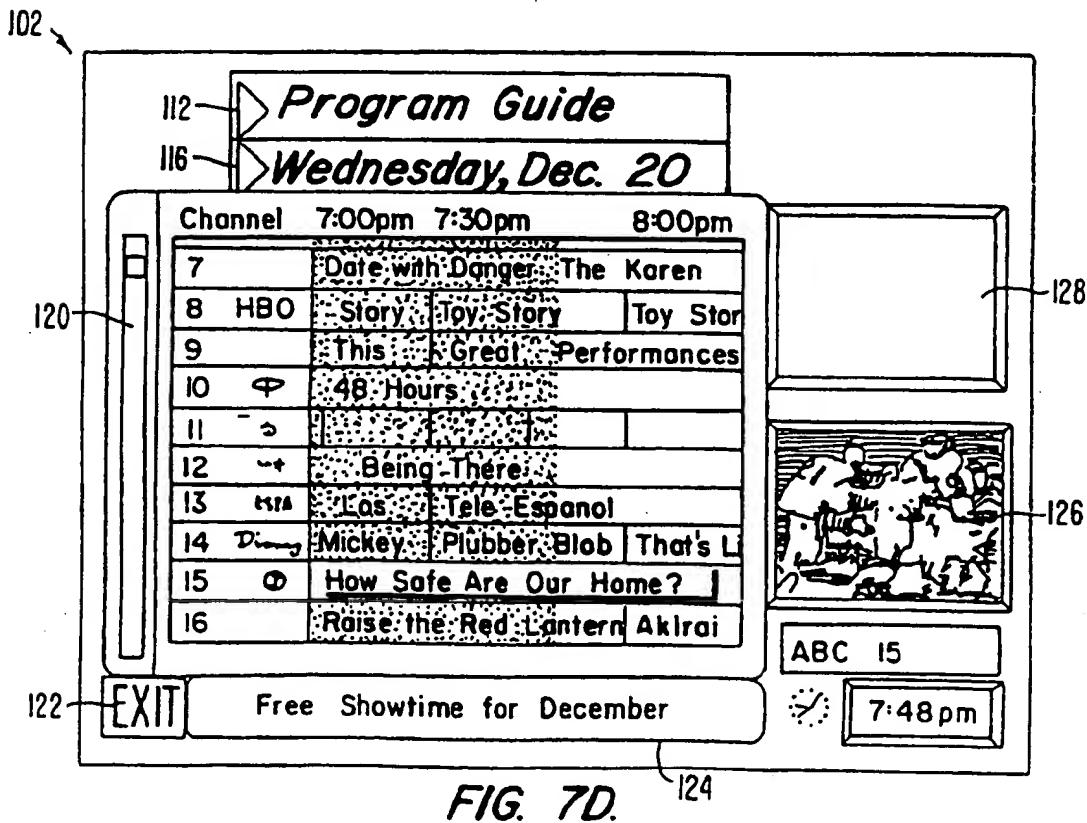 102
112
Program Guide
116
Wednesday, Dec. 20
Channel 7:00pm 7:30pm 8:00pm
7 Date with Danger The Karen
8 HBO Story Toy Story Toy Stor
9 This Great Performances
10 48 Hours
11
12 Being There
13 Las Tele Espanol
14 Mickey Plubber Blob That's Li
15 How Safe Are Our Home?
16 Raise the Red Lantern Akirai
120
128
126
ABC 15
122
EXIT
Free Showtime for December
7:48pm
124
FIG. 7D.